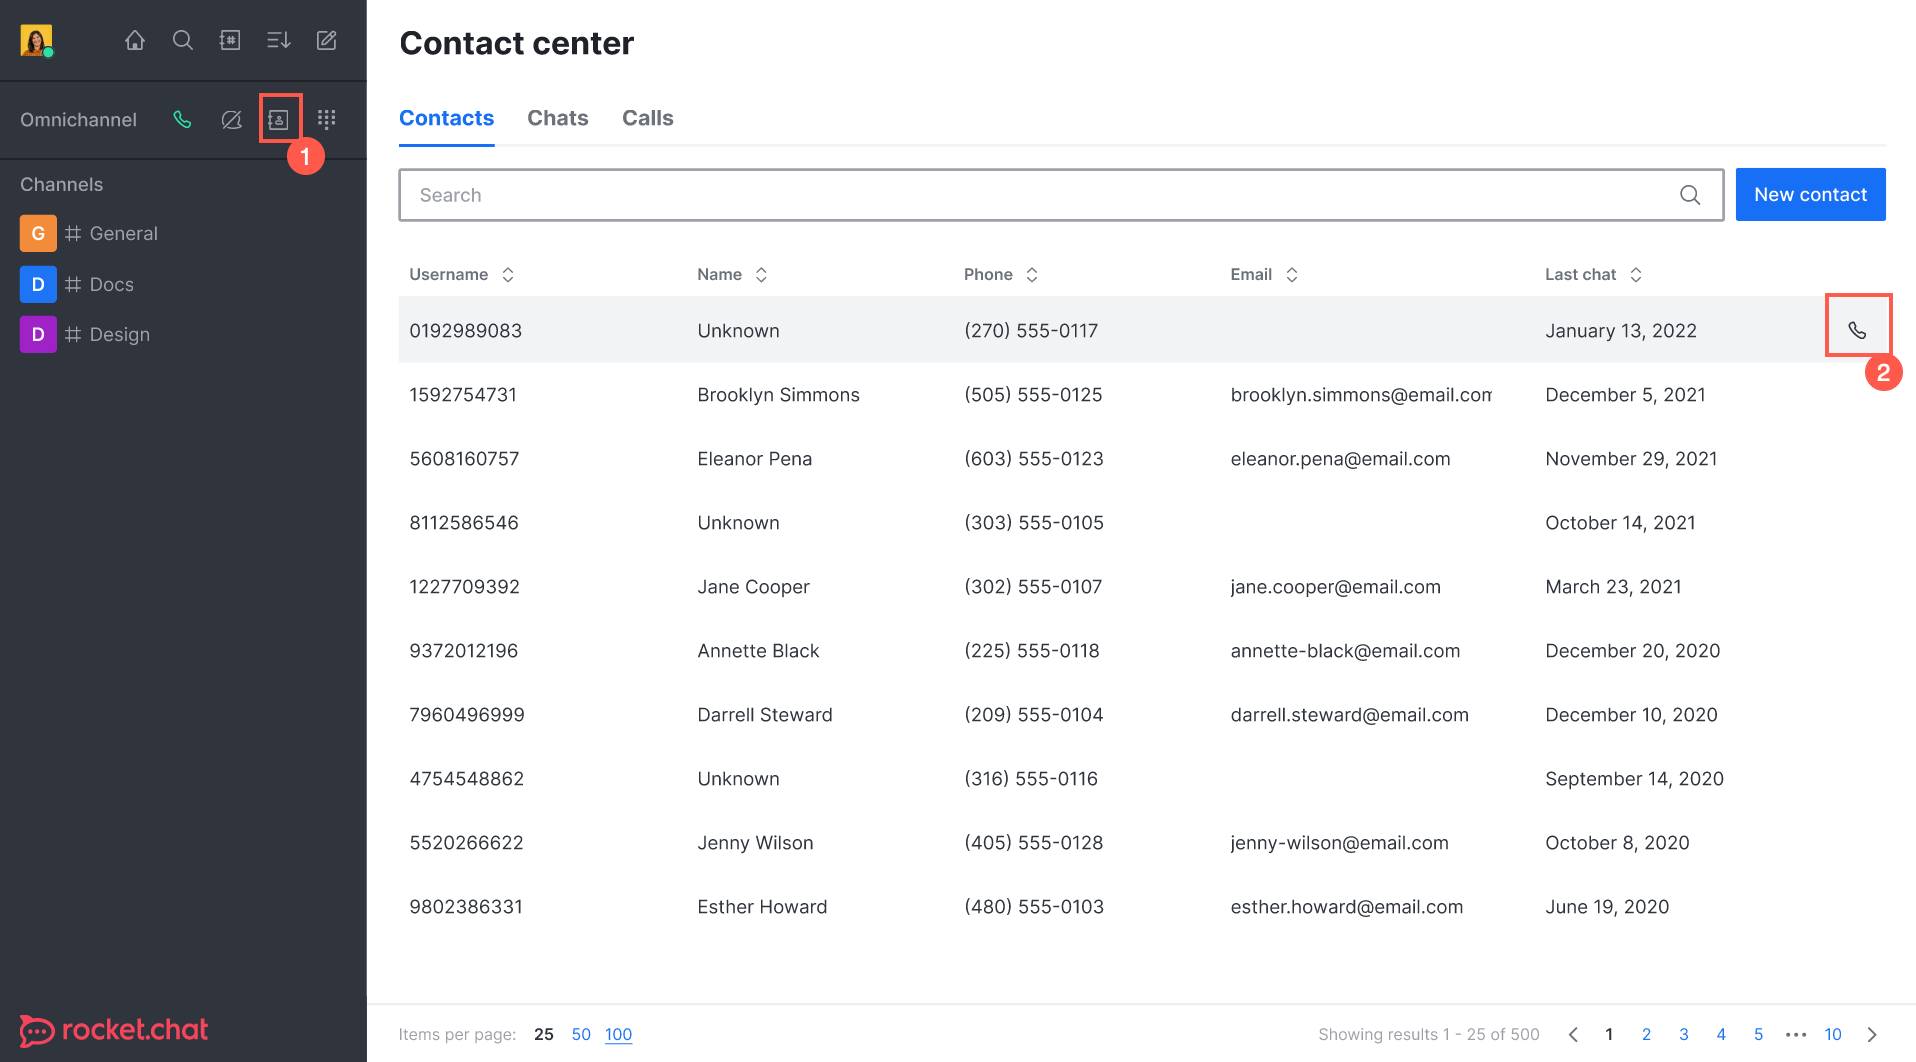 Contact center
Omnichannel
1
Contacts Chats Calls
Channels
G # General
D # Docs
D # Design
Search
New contact
Username Name Phone Email Last chat
0192989083 Unknown (270) 555-0117 January 13, 2022
2
1592754731 Brooklyn Simmons (505) 555-0125 brooklyn.simmons@email.com December 5, 2021
5608160757 Eleanor Pena (603) 555-0123 eleanor.pena@email.com November 29, 2021
8112586546 Unknown (303) 555-0105 October 14, 2021
1227709392 Jane Cooper (302) 555-0107 jane.cooper@email.com March 23, 2021
9372012196 Annette Black (225) 555-0118 annette-black@email.com December 20, 2020
7960496999 Darrell Steward (209) 555-0104 darrell.steward@email.com December 10, 2020
4754548862 Unknown (316) 555-0116 September 14, 2020
5520266622 Jenny Wilson (405) 555-0128 jenny-wilson@email.com October 8, 2020
9802386331 Esther Howard (480) 555-0103 esther.howard@email.com June 19, 2020
rocket.chat
Items per page: 25 50 100
Showing results 1 - 25 of 500 1 2 3 4 5 ••• 10